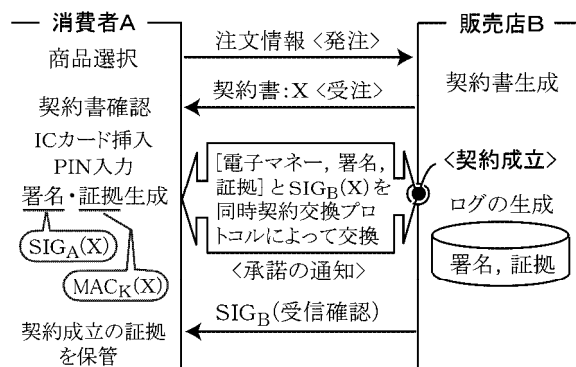 消費者A
販売店B
商品選択
注文情報〈発注〉
契約書:X〈受注〉
契約書生成
契約書確認
ICカード挿入
PIN入力
署名・証拠生成
SIG_A(X)
MAC_K(X)
[電子マネー, 署名,
証拠]とSIG_B(X)を
同時契約交換プロ
トコルによって交換
<承諾の通知>
<契約成立>
ログの生成
署名, 証拠
SIG_B(受信確認)
契約成立の証拠
を保管